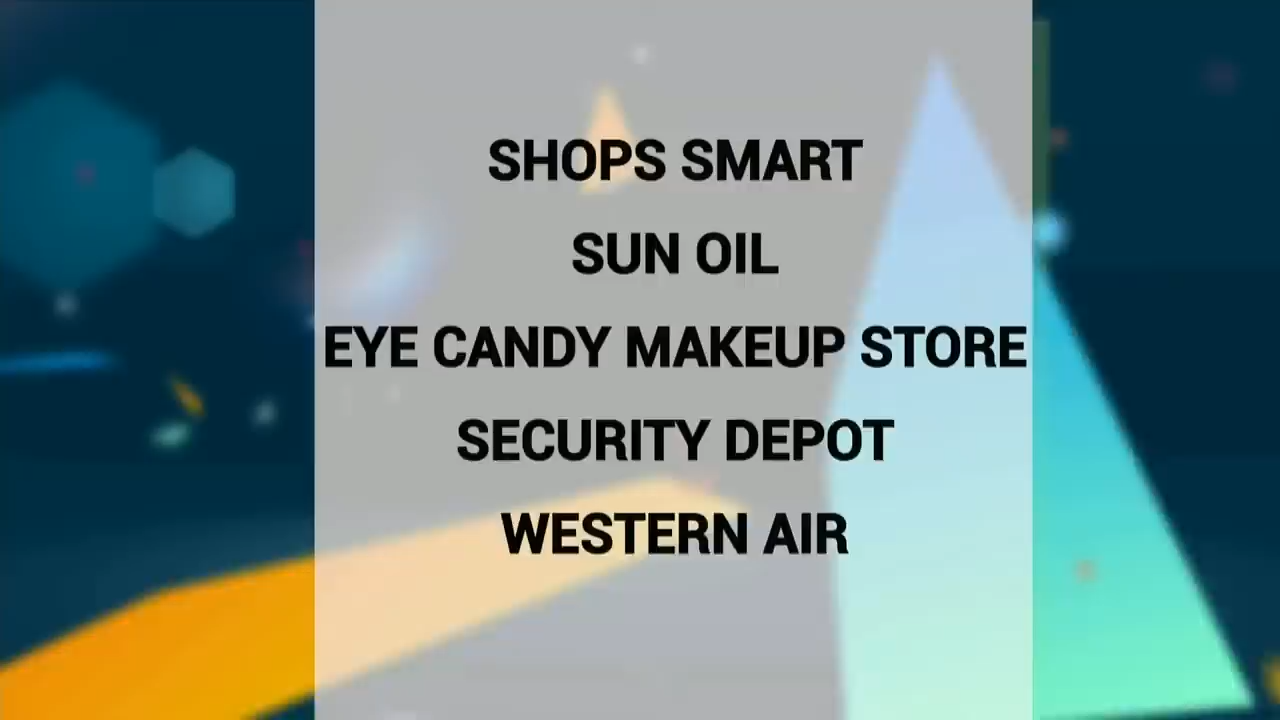 SHOPS SMART
SUN OIL
EYE CANDY MAKEUP STORE
SECURITY DEPOT
WESTERN AIR